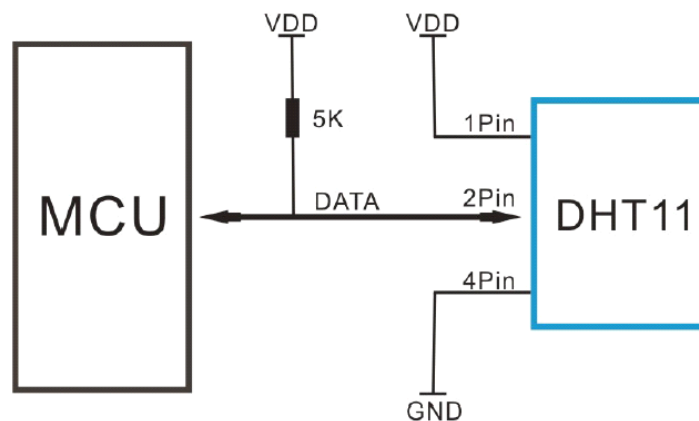 VDD
VDD
5K
1Pin
MCU
DATA
2Pin
DHT11
4Pin
GND